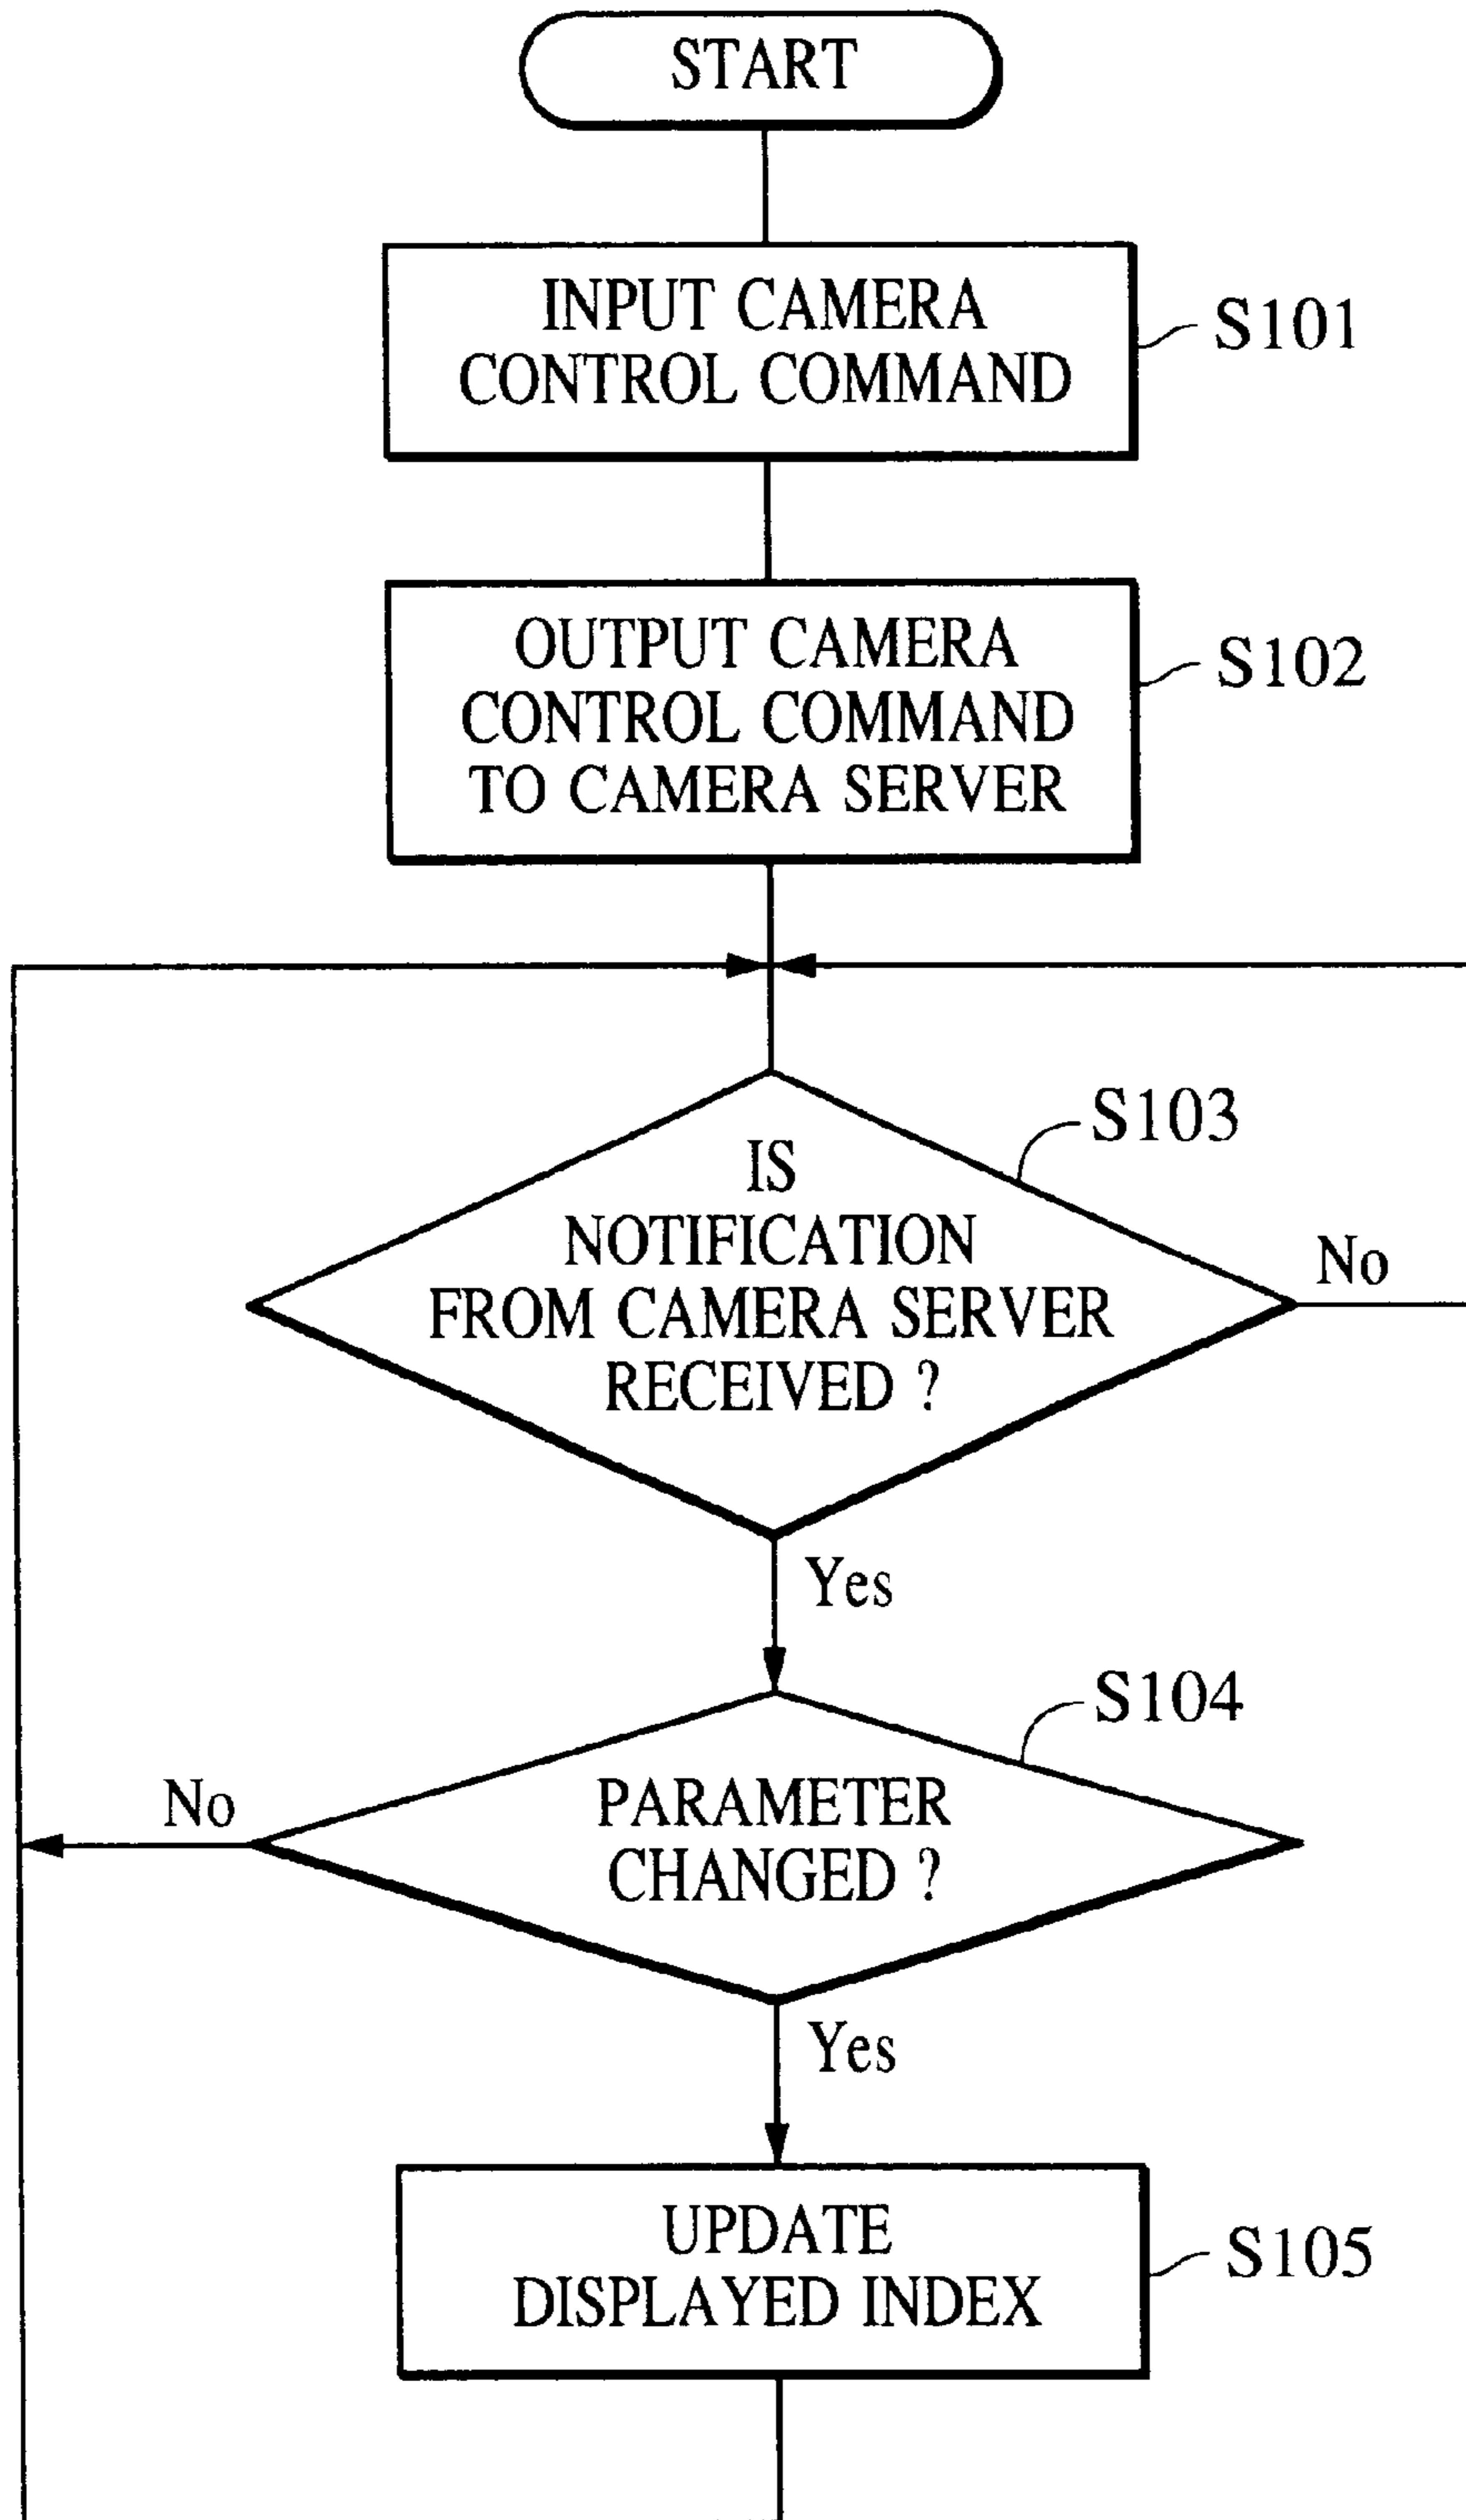 START
INPUT CAMERA
CONTROL COMMAND
S101
OUTPUT CAMERA
CONTROL COMMAND
TO CAMERA SERVER
S102
S103
IS
NOTIFICATION
FROM CAMERA SERVER
RECEIVED ?
No
Yes
S104
PARAMETER
CHANGED ?
No
Yes
UPDATE
DISPLAYED INDEX
S105